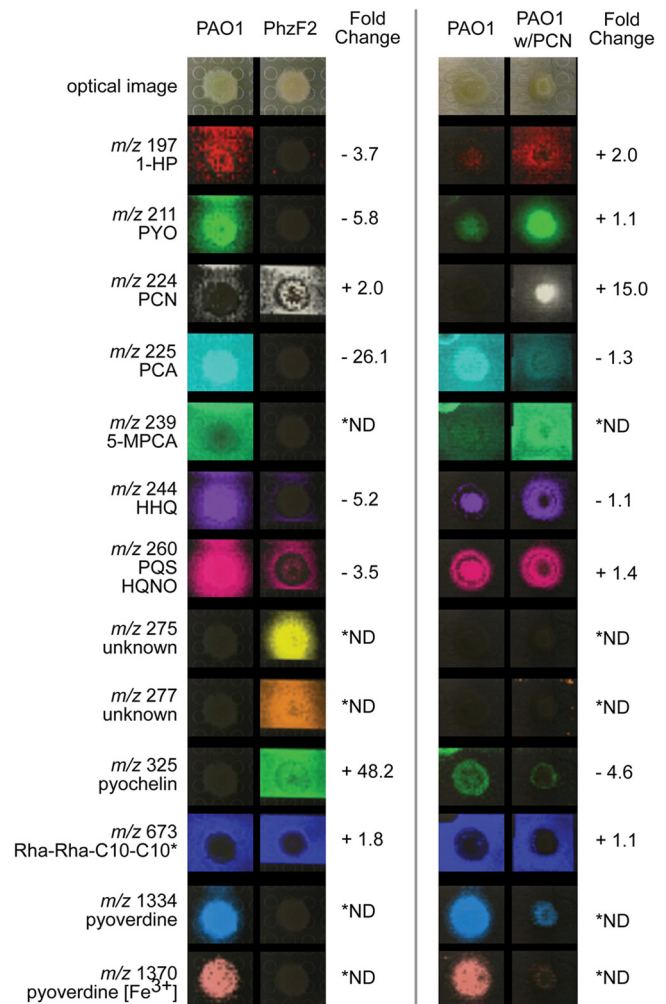 PAO1 PhzF2 Fold Change PAO1 PAO1 w/PCN Fold Change
optical image
m/z 197
1-HP - 3.7 + 2.0
m/z 211
PYO - 5.8 + 1.1
m/z 224
PCN + 2.0 + 15.0
m/z 225
PCA - 26.1 - 1.3
m/z 239
5-MPCA *ND *ND
m/z 244
HHQ - 5.2 - 1.1
m/z 260
PQS
HQNO - 3.5 + 1.4
m/z 275
unknown *ND *ND
m/z 277
unknown *ND *ND
m/z 325
pyochelin + 48.2 - 4.6
m/z 673
Rha-Rha-C10-C10* + 1.8 + 1.1
m/z 1334
pyoverdine *ND *ND
m/z 1370
pyoverdine [Fe3+] *ND *ND